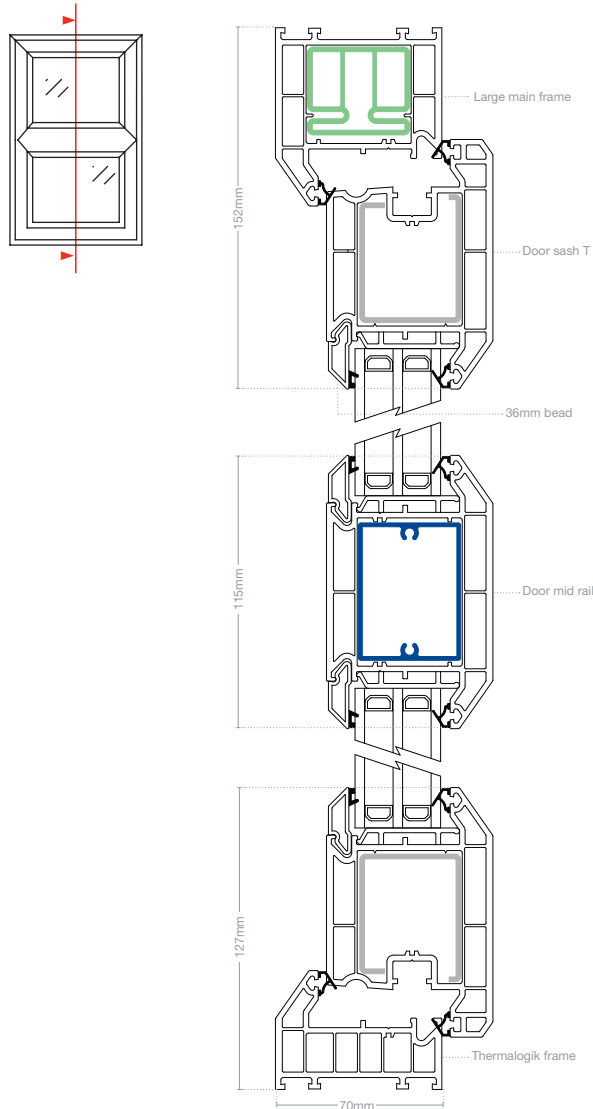 Large main frame
152mm
Door sash T
36mm bead
115mm
Door mid rail
127mm
Thermalogik frame
70mm